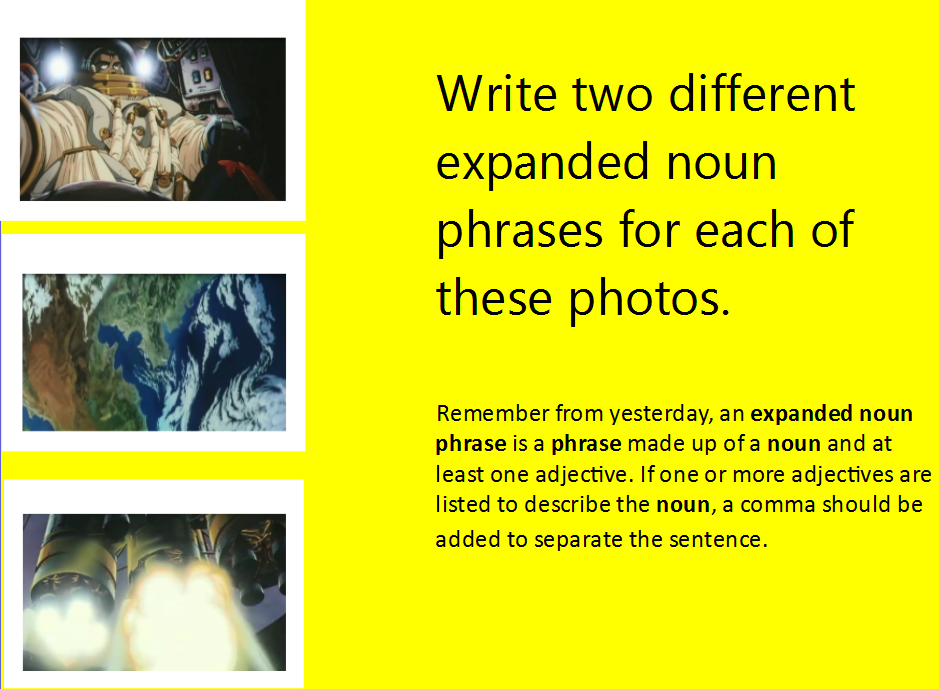 Write two different
expanded noun
phrases for each of
these photos.
Remember from yesterday, an expanded noun
phrase is a phrase made up of a noun and at
least one adjective. If one or more adjectives are
listed to describe the noun, a comma should be
added to separate the sentence.